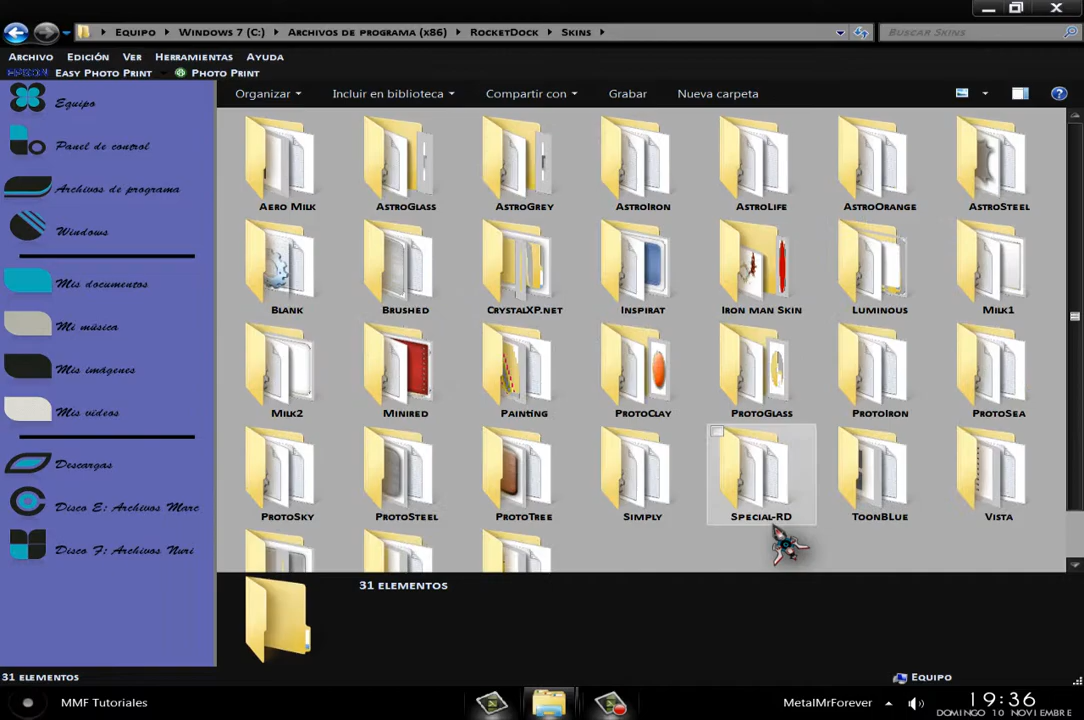 Equipo ▸ Windows 7 (C:) ▸ Archivos de programa (x86) ▸ RocketDock ▸ Skins ▸
Buscar Skins
Archivo Edición Ver Herramientas Ayuda
EPSON Easy Photo Print Photo Print
Organizar Incluir en biblioteca Compartir con Grabar Nueva carpeta
Equipo
Panel de control
Archivos de programa
Windows
Mis documentos
Mi música
Mis imágenes
Mis videos
Descargas
Disco E: Archivos Marc
Disco F: Archivos Nuri
Aero Milk AstroGlass AstroGrey AstroIron AstroLife AstroOrange AstroSteel
Blank Brushed CrystalXP.net Inspirat Iron man Skin Luminous Milk1
Milk2 Minired Painting ProtoClay ProtoGlass ProtoIron ProtoSea
ProtoSky ProtoSteel ProtoTree Simply Special-RD ToonBlue Vista
31 elementos
31 elementos
Equipo
MMF Tutoriales
MetalMrForever
19:36
domingo 10 noviembre